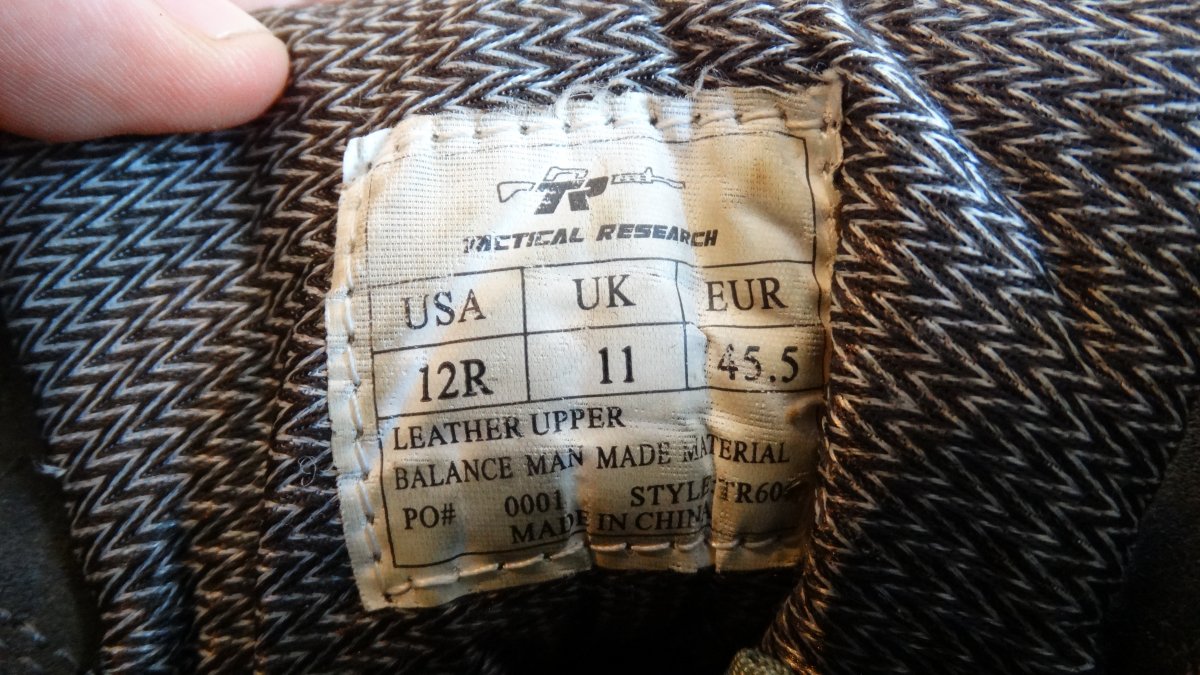 TR
TACTICAL RESEARCH
USA UK EUR
12R 11 45.5
LEATHER UPPER
BALANCE MAN MADE MATERIAL
PO# 0001 STYLE:
MADE IN CHINA